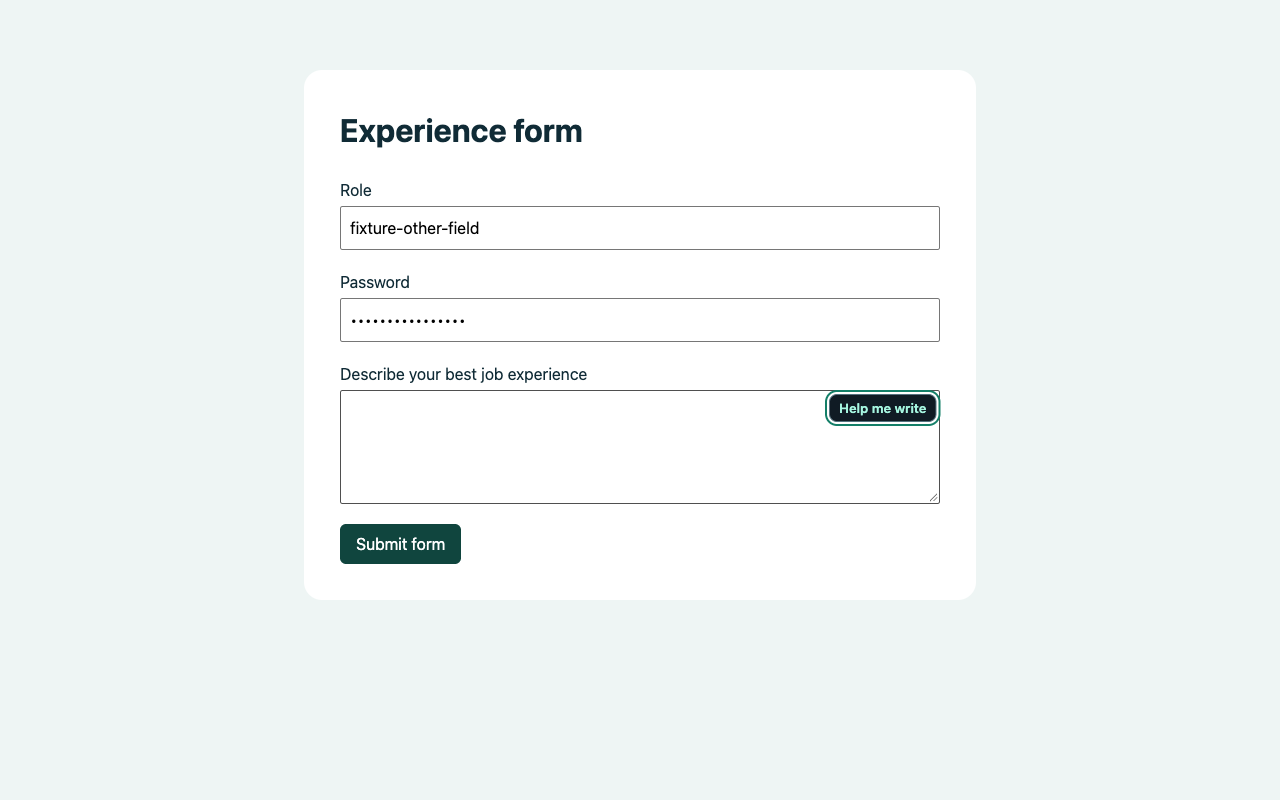 Experience form
Role
fixture-other-field
Password
••••••••••••••••
Describe your best job experience
Help me write
Submit form